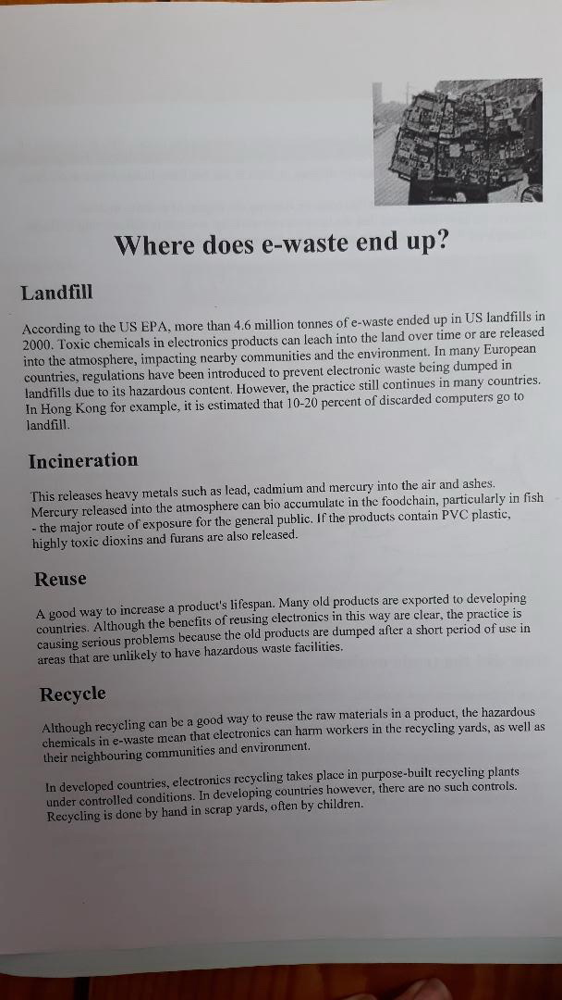 Where does e-waste end up?
Landfill
According to the US EPA, more than 4.6 million tonnes of e-waste ended up in US landfills in
2000. Toxic chemicals in electronics products can leach into the land over time or are released
into the atmosphere, impacting nearby communities and the environment. In many European
countries, regulations have been introduced to prevent electronic waste being dumped in
landfills due to its hazardous content. However, the practice still continues in many countries.
In Hong Kong for example, it is estimated that 10-20 percent of discarded computers go to
landfill.
Incineration
This releases heavy metals such as lead, cadmium and mercury into the air and ashes.
Mercury released into the atmosphere can bio accumulate in the foodchain, particularly in fish
- the major route of exposure for the general public. If the products contain PVC plastic,
highly toxic dioxins and furans are also released.
Reuse
A good way to increase a product's lifespan. Many old products are exported to developing
countries. Although the benefits of reusing electronics in this way are clear, the practice is
causing serious problems because the old products are dumped after a short period of use in
areas that are unlikely to have hazardous waste facilities.
Recycle
Although recycling can be a good way to reuse the raw materials in a product, the hazardous
chemicals in e-waste mean that electronics can harm workers in the recycling yards, as well as
their neighbouring communities and environment.
In developed countries, electronics recycling takes place in purpose-built recycling plants
under controlled conditions. In developing countries however, there are no such controls.
Recycling is done by hand in scrap yards, often by children.